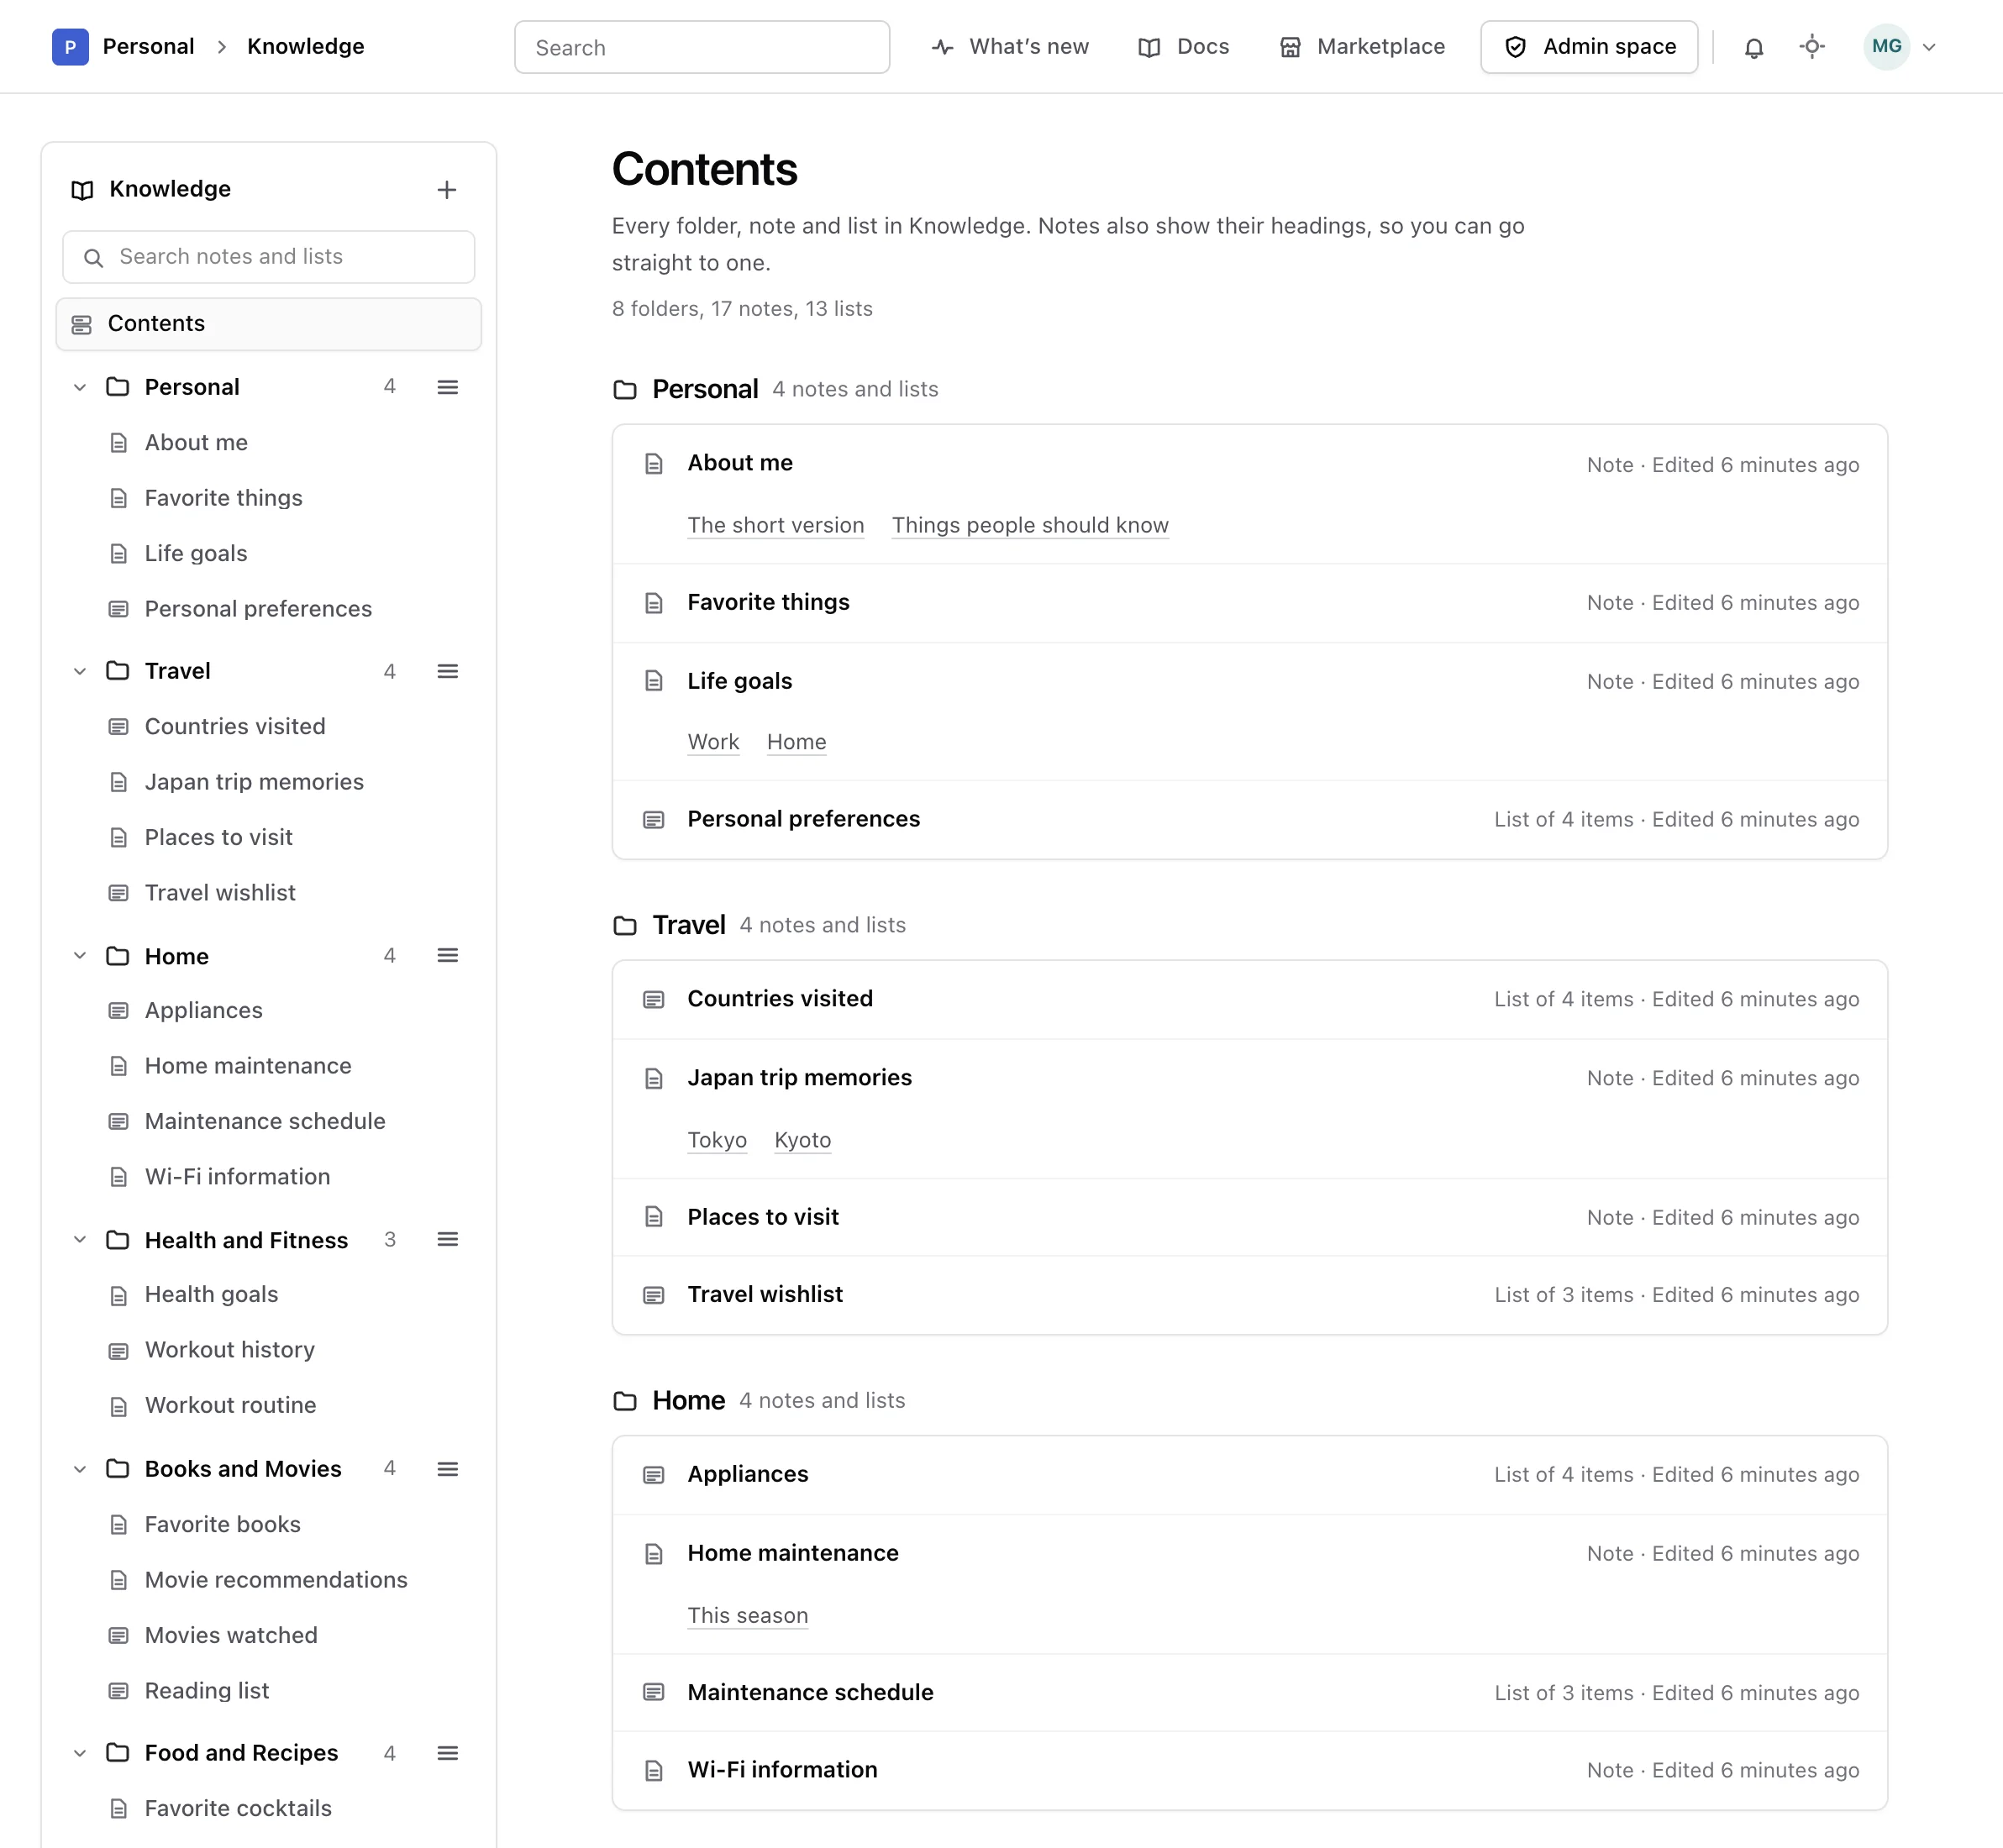 P Personal Knowledge
Search
What's new
Docs
Marketplace
Admin space
MG
Knowledge
Search notes and lists
Contents
Personal 4
About me
Favorite things
Life goals
Personal preferences
Travel 4
Countries visited
Japan trip memories
Places to visit
Travel wishlist
Home 4
Appliances
Home maintenance
Maintenance schedule
Wi-Fi information
Health and Fitness 3
Health goals
Workout history
Workout routine
Books and Movies 4
Favorite books
Movie recommendations
Movies watched
Reading list
Food and Recipes 4
Favorite cocktails
Contents
Every folder, note and list in Knowledge. Notes also show their headings, so you can go
straight to one.
8 folders, 17 notes, 13 lists
Personal 4 notes and lists
About me Note · Edited 6 minutes ago
The short version Things people should know
Favorite things Note · Edited 6 minutes ago
Life goals Note · Edited 6 minutes ago
Work Home
Personal preferences List of 4 items · Edited 6 minutes ago
Travel 4 notes and lists
Countries visited List of 4 items · Edited 6 minutes ago
Japan trip memories Note · Edited 6 minutes ago
Tokyo Kyoto
Places to visit Note · Edited 6 minutes ago
Travel wishlist List of 3 items · Edited 6 minutes ago
Home 4 notes and lists
Appliances List of 4 items · Edited 6 minutes ago
Home maintenance Note · Edited 6 minutes ago
This season
Maintenance schedule List of 3 items · Edited 6 minutes ago
Wi-Fi information Note · Edited 6 minutes ago